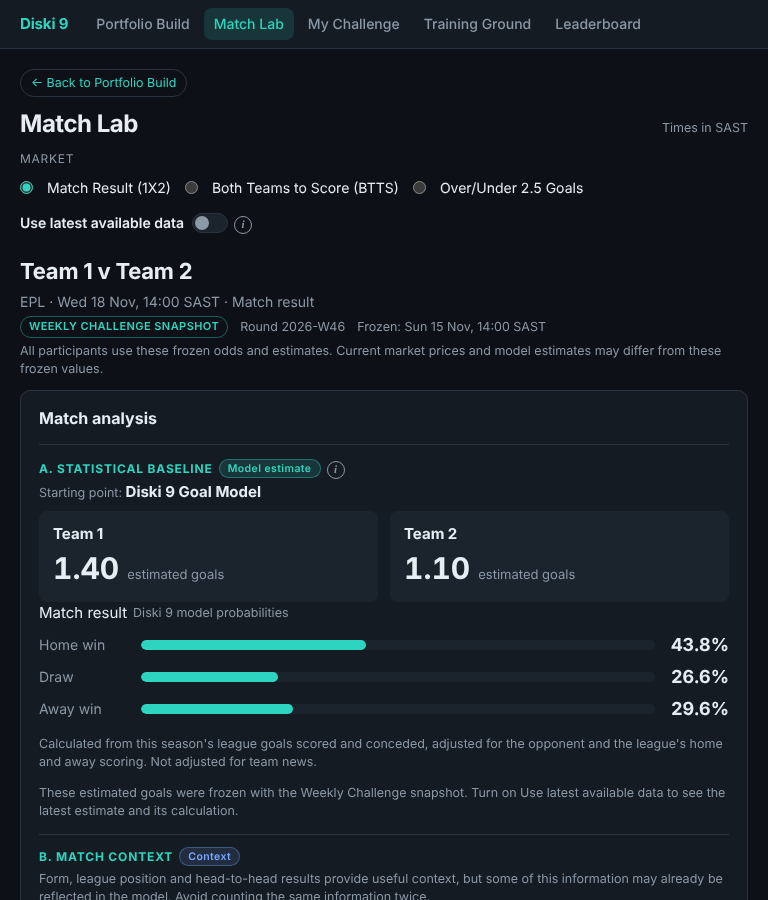 Diski 9 Portfolio Build Match Lab My Challenge Training Ground Leaderboard
← Back to Portfolio Build
Match Lab
Times in SAST
MARKET
Match Result (1X2) Both Teams to Score (BTTS) Over/Under 2.5 Goals
Use latest available data i
Team 1 v Team 2
EPL · Wed 18 Nov, 14:00 SAST · Match result
WEEKLY CHALLENGE SNAPSHOT Round 2026-W46 Frozen: Sun 15 Nov, 14:00 SAST
All participants use these frozen odds and estimates. Current market prices and model estimates may differ from these
frozen values.
Match analysis
A. STATISTICAL BASELINE Model estimate i
Starting point: Diski 9 Goal Model
Team 1
1.40 estimated goals
Team 2
1.10 estimated goals
Match result Diski 9 model probabilities
Home win 43.8%
Draw 26.6%
Away win 29.6%
Calculated from this season's league goals scored and conceded, adjusted for the opponent and the league's home
and away scoring. Not adjusted for team news.
These estimated goals were frozen with the Weekly Challenge snapshot. Turn on Use latest available data to see the
latest estimate and its calculation.
B. MATCH CONTEXT Context
Form, league position and head-to-head results provide useful context, but some of this information may already be
reflected in the model. Avoid counting the same information twice.